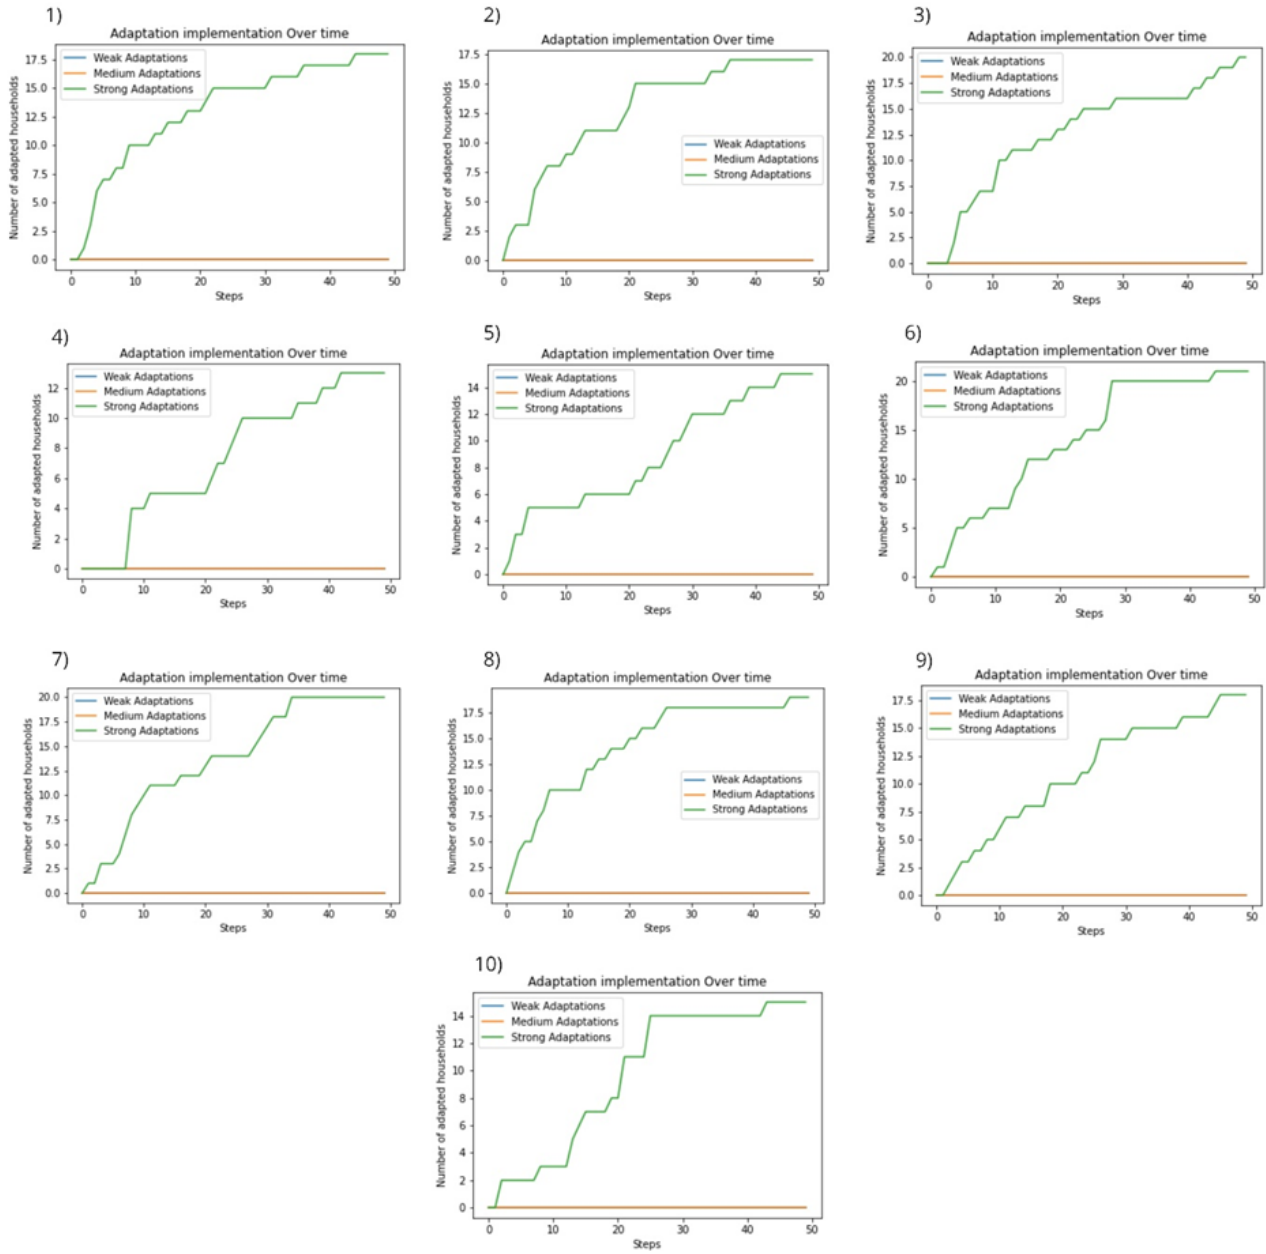 1)
Adaptation implementation Over time
Weak Adaptations
Medium Adaptations
Strong Adaptations
Number of adapted households
17.5
15.0
12.5
10.0
7.5
5.0
2.5
0.0
0 10 20 30 40 50
Steps
2)
Adaptation implementation Over time
Weak Adaptations
Medium Adaptations
Strong Adaptations
Number of adapted households
17.5
15.0
12.5
10.0
7.5
5.0
2.5
0.0
0 10 20 30 40 50
Steps
3)
Adaptation implementation Over time
Weak Adaptations
Medium Adaptations
Strong Adaptations
Number of adapted households
20.0
17.5
15.0
12.5
10.0
7.5
5.0
2.5
0.0
0 10 20 30 40 50
Steps
4)
Adaptation implementation Over time
Weak Adaptations
Medium Adaptations
Strong Adaptations
Number of adapted households
12
10
8
6
4
2
0
0 10 20 30 40 50
Steps
5)
Adaptation implementation Over time
Weak Adaptations
Medium Adaptations
Strong Adaptations
Number of adapted households
14
12
10
8
6
4
2
0
0 10 20 30 40 50
Steps
6)
Adaptation implementation Over time
Weak Adaptations
Medium Adaptations
Strong Adaptations
Number of adapted households
20
15
10
5
0
0 10 20 30 40 50
Steps
7)
Adaptation implementation Over time
Weak Adaptations
Medium Adaptations
Strong Adaptations
Number of adapted households
20.0
17.5
15.0
12.5
10.0
7.5
5.0
2.5
0.0
0 10 20 30 40 50
Steps
8)
Adaptation implementation Over time
Weak Adaptations
Medium Adaptations
Strong Adaptations
Number of adapted households
17.5
15.0
12.5
10.0
7.5
5.0
2.5
0.0
0 10 20 30 40 50
Steps
9)
Adaptation implementation Over time
Weak Adaptations
Medium Adaptations
Strong Adaptations
Number of adapted households
17.5
15.0
12.5
10.0
7.5
5.0
2.5
0.0
0 10 20 30 40 50
Steps
10)
Adaptation implementation Over time
Weak Adaptations
Medium Adaptations
Strong Adaptations
Number of adapted households
14
12
10
8
6
4
2
0
0 10 20 30 40 50
Steps